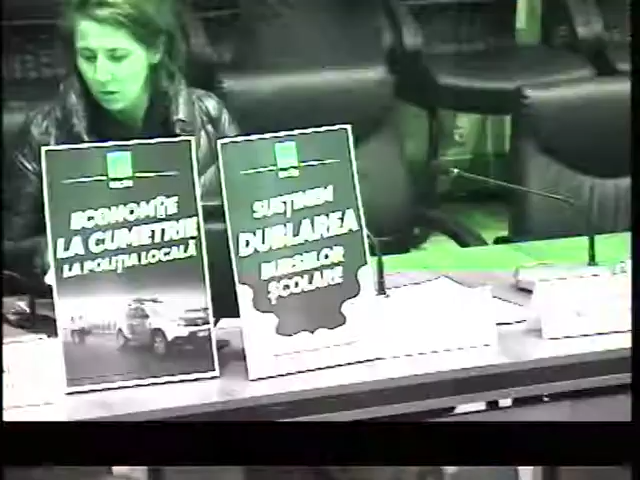 ECONOMIE
LA CUMETRIE
LA POLIȚIA LOCALĂ
SUSȚINEM
DUBLAREA
BURSELOR
ȘCOLARE